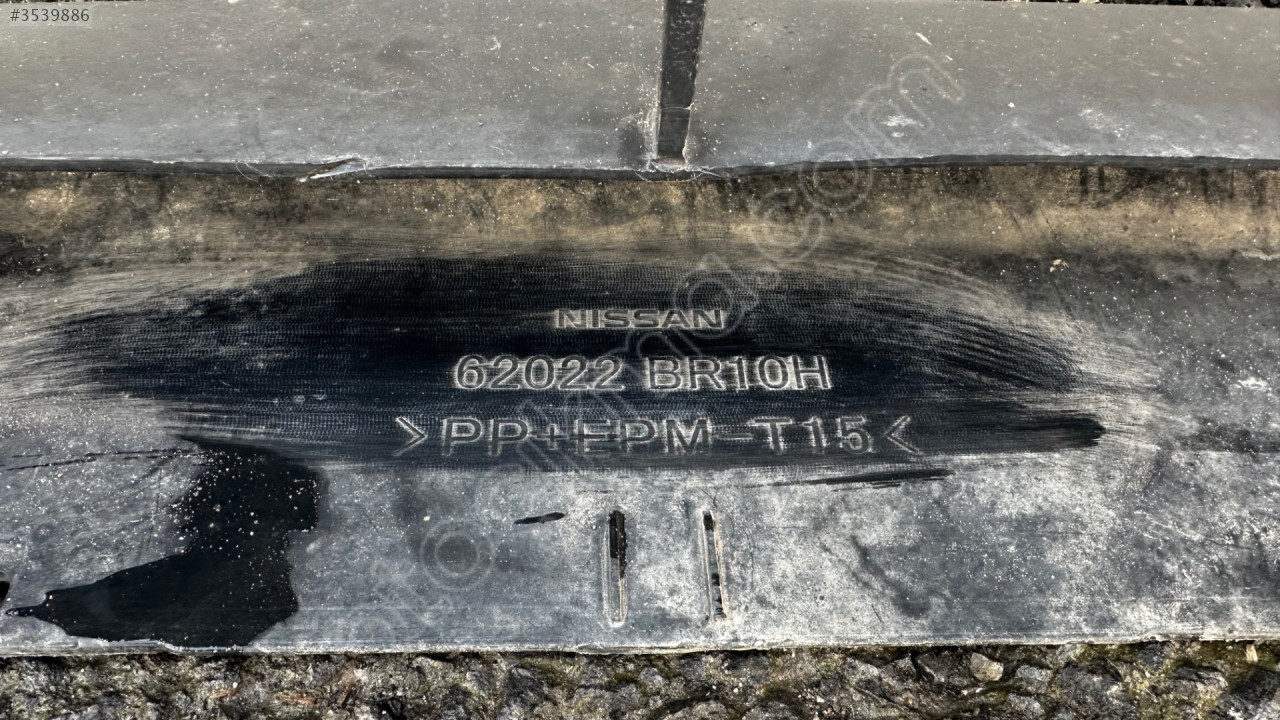 #3539886
NISSAN
62022 BR10H
>PP+EPM-T15<